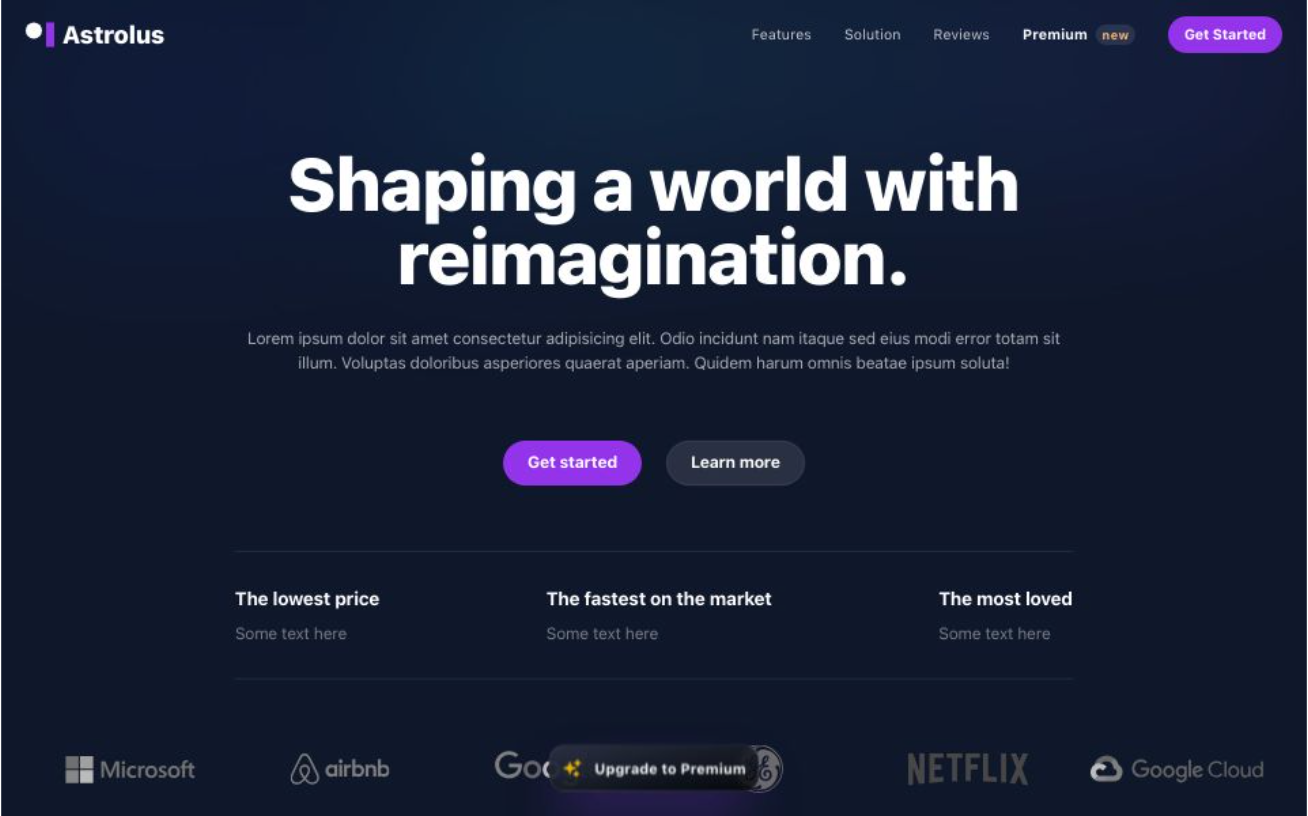 Astrolus
Features
Solution
Reviews
Premium
new
Get Started
Shaping a world with
reimagination.
Lorem ipsum dolor sit amet consectetur adipisicing elit. Odio incidunt nam itaque sed eius modi error totam sit
illum. Voluptas doloribus asperiores quaerat aperiam. Quidem harum omnis beatae ipsum soluta!
Get started
Learn more
The lowest price
Some text here
The fastest on the market
Some text here
The most loved
Some text here
Microsoft
airbnb
Upgrade to Premium
NETFLIX
Google Cloud